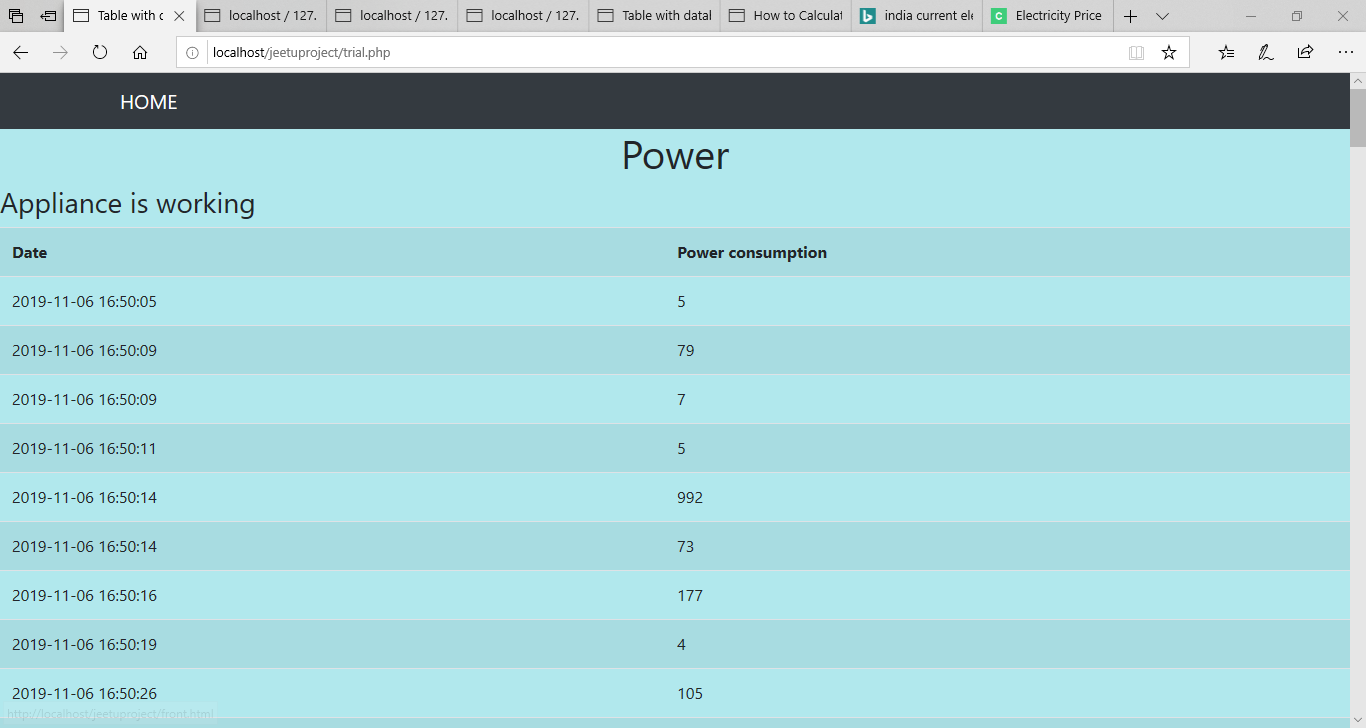 Table with c
localhost / 127.
localhost / 127.
localhost / 127.
Table with datal
How to Calculat
india current ele
Electricity Price
localhost/jeetuproject/trial.php
HOME
Power
Appliance is working
Date Power consumption
2019-11-06 16:50:05 5
2019-11-06 16:50:09 79
2019-11-06 16:50:09 7
2019-11-06 16:50:11 5
2019-11-06 16:50:14 992
2019-11-06 16:50:14 73
2019-11-06 16:50:16 177
2019-11-06 16:50:19 4
2019-11-06 16:50:26 105
http://localhost/jeetuproject/front.html